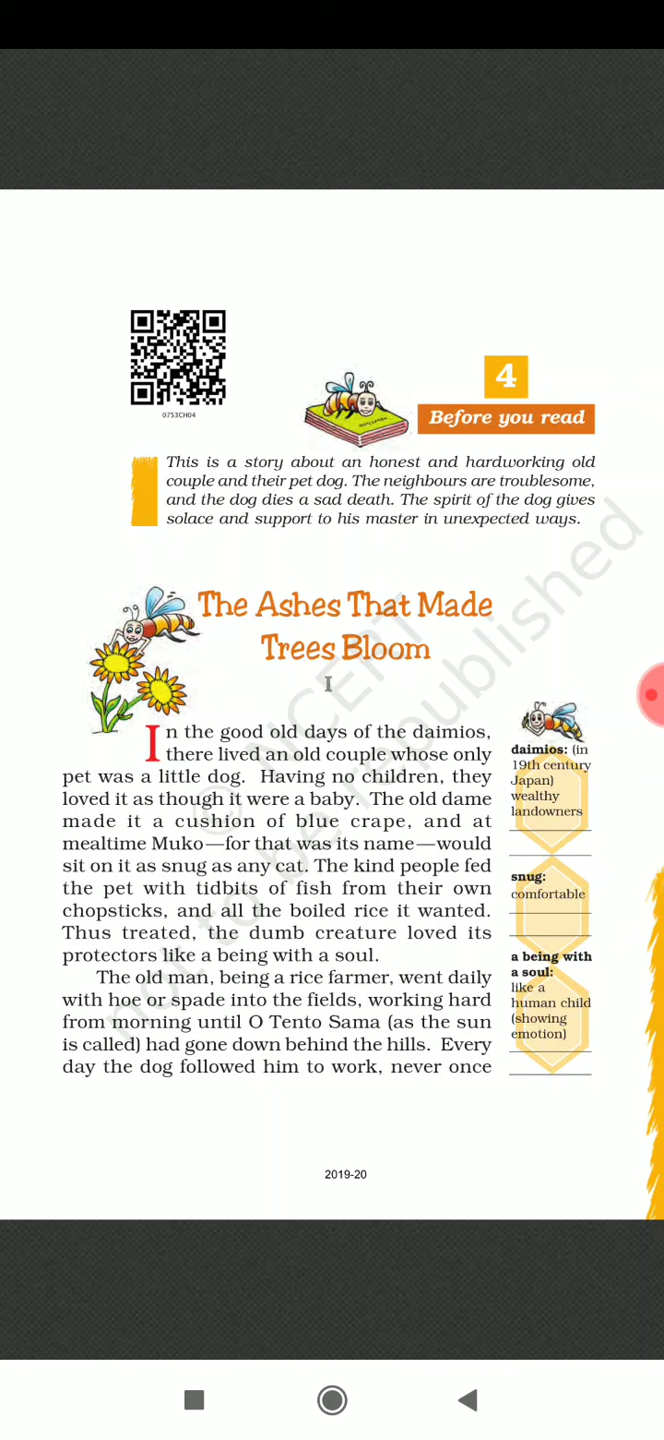 0753CH04
4
Before you read
This is a story about an honest and hardworking old
couple and their pet dog. The neighbours are troublesome,
and the dog dies a sad death. The spirit of the dog gives
solace and support to his master in unexpected ways.
The Ashes That Made
Trees Bloom
I
In the good old days of the daimios,
there lived an old couple whose only
pet was a little dog. Having no children, they
loved it as though it were a baby. The old dame
made it a cushion of blue crape, and at
mealtime Muko—for that was its name—would
sit on it as snug as any cat. The kind people fed
the pet with tidbits of fish from their own
chopsticks, and all the boiled rice it wanted.
Thus treated, the dumb creature loved its
protectors like a being with a soul.
The old man, being a rice farmer, went daily
with hoe or spade into the fields, working hard
from morning until O Tento Sama (as the sun
is called) had gone down behind the hills. Every
day the dog followed him to work, never once
daimios: (in
19th century
Japan)
wealthy
landowners
snug:
comfortable
a being with
a soul:
like a
human child
(showing
emotion)
© NCERT
not to be republished
2019-20